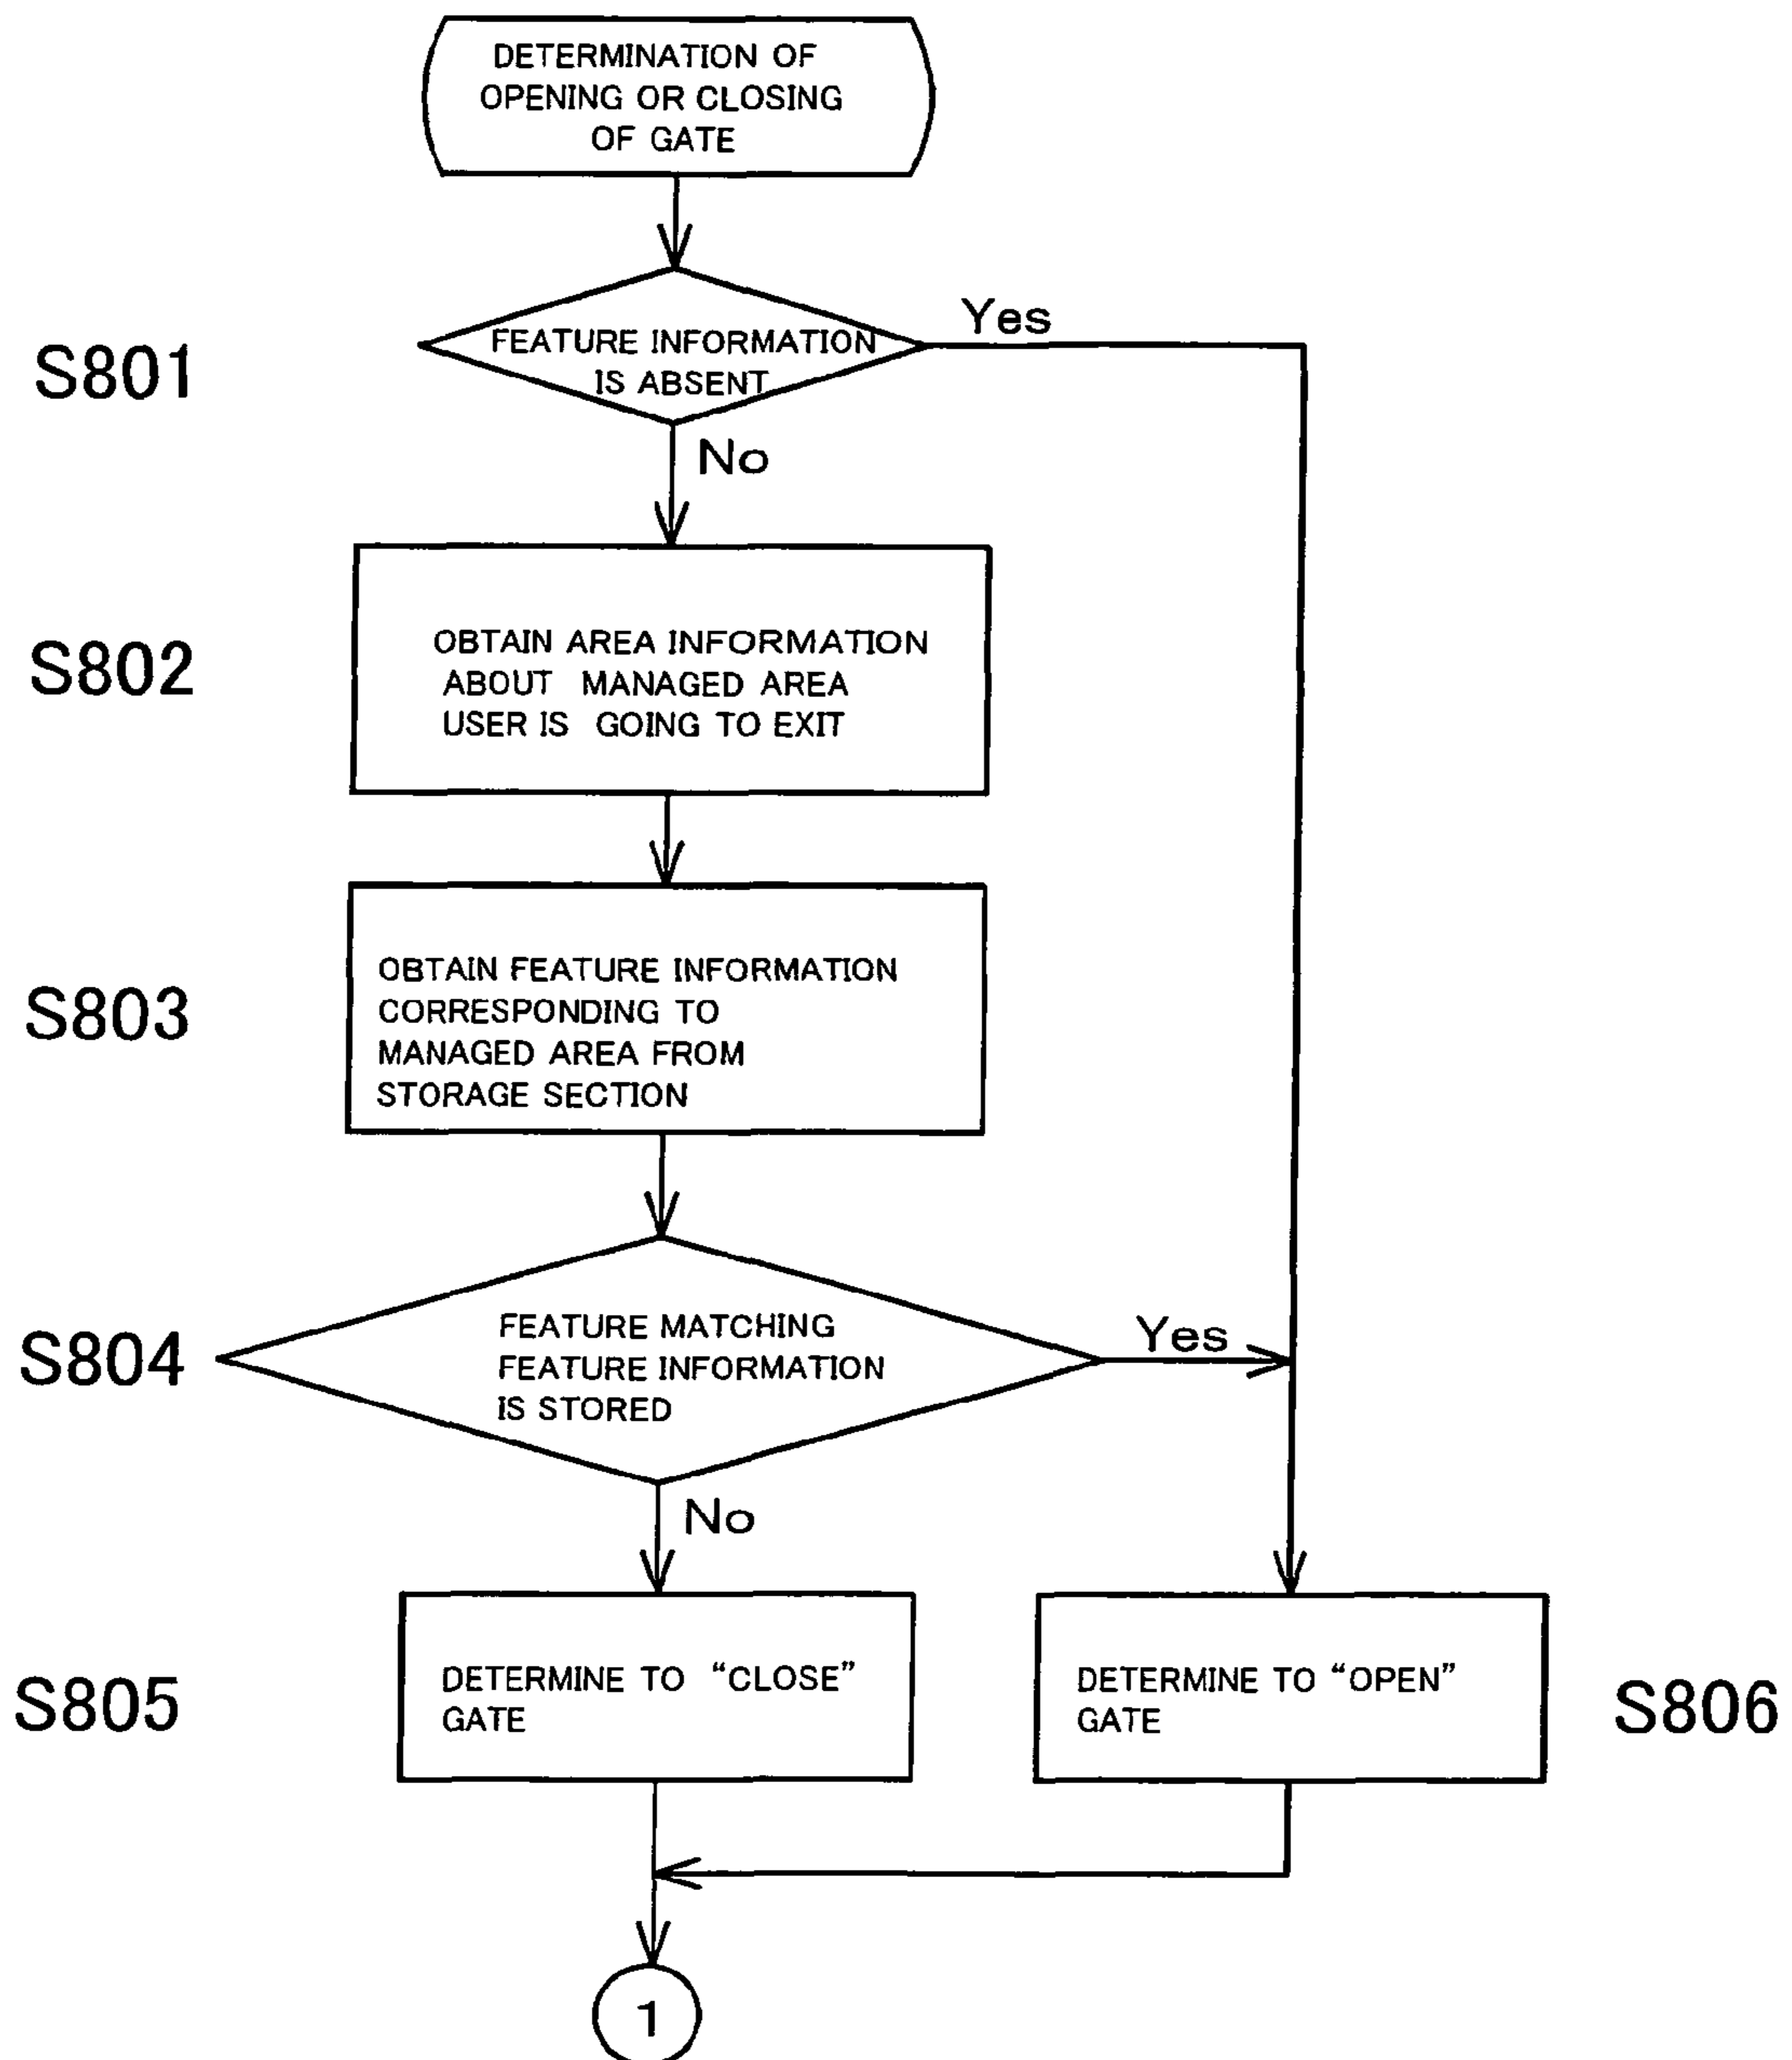 DETERMINATION OF
OPENING OR CLOSING
OF GATE
S801
FEATURE INFORMATION
IS ABSENT
Yes
No
S802
OBTAIN AREA INFORMATION
ABOUT MANAGED AREA
USER IS GOING TO EXIT
S803
OBTAIN FEATURE INFORMATION
CORRESPONDING TO
MANAGED AREA FROM
STORAGE SECTION
S804
FEATURE MATCHING
FEATURE INFORMATION
IS STORED
Yes
No
S805
DETERMINE TO “CLOSE”
GATE
DETERMINE TO “OPEN”
GATE
S806
1